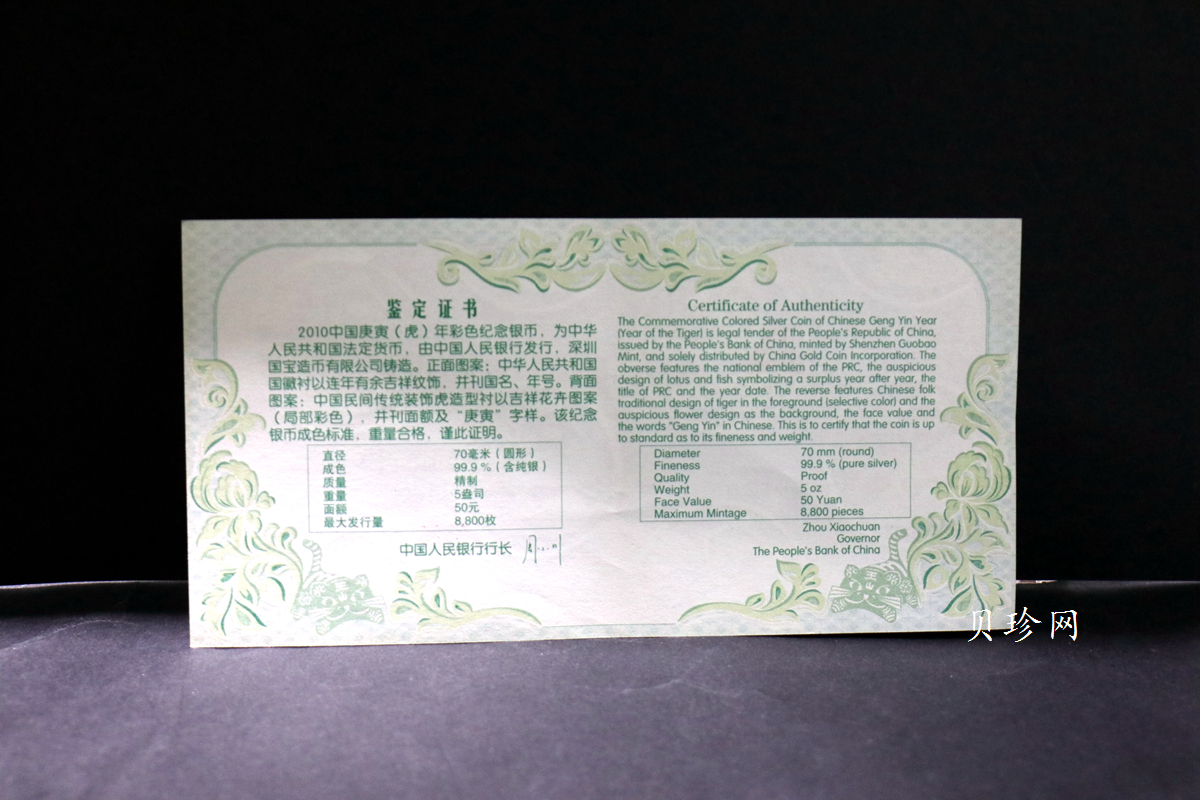 鉴定证书
2010中国庚寅（虎）年彩色纪念银币，为中华
人民共和国法定货币，由中国人民银行发行，深圳
国宝造币有限公司铸造。正面图案：中华人民共和国
国徽衬以连年有余吉祥纹饰，并刊国名、年号。背面
图案：中国民间传统装饰虎造型衬以吉祥花卉图案
（局部彩色），并刊面额及“庚寅”字样。该纪念
银币成色标准，重量合格，谨此证明。
直径 70毫米（圆形）
成色 99.9％（含纯银）
质量 精制
重量 5盎司
面额 50元
最大发行量 8,800枚
中国人民银行行长
Certificate of Authenticity
The Commemorative Colored Silver Coin of Chinese Geng Yin Year
(Year of the Tiger) is legal tender of the People's Republic of China,
issued by the People's Bank of China, minted by Shenzhen Guobao
Mint, and solely distributed by China Gold Coin Incorporation. The
obverse features the national emblem of the PRC, the auspicious
design of lotus and fish symbolizing a surplus year after year, the
title of PRC and the year date. The reverse features Chinese folk
traditional design of tiger in the foreground (selective color) and the
auspicious flower design as the background, the face value and
the words "Geng Yin" in Chinese. This is to certify that the coin is up
to standard as to its fineness and weight.
Diameter 70 mm (round)
Fineness 99.9 % (pure silver)
Quality Proof
Weight 5 oz
Face Value 50 Yuan
Maximum Mintage 8,800 pieces
Zhou Xiaochuan
Governor
The People's Bank of China
贝珍网